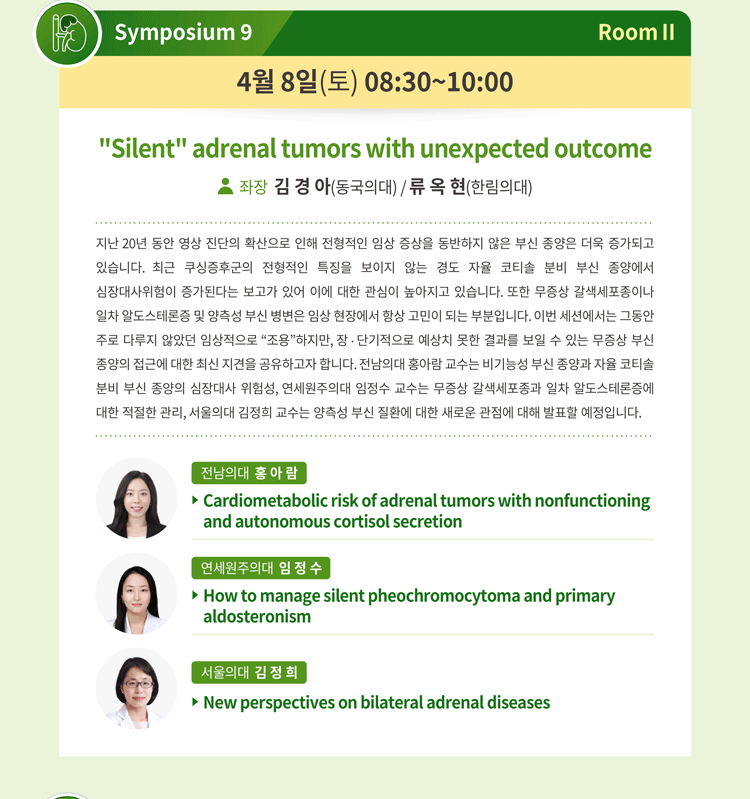 Symposium 9
Room II
4월 8일(토) 08:30~10:00
"Silent" adrenal tumors with unexpected outcome
좌장 김 경 아(동국의대) / 류 옥 현(한림의대)
지난 20년 동안 영상 진단의 확산으로 인해 전형적인 임상 증상을 동반하지 않은 부신 종양은 더욱 증가되고
있습니다. 최근 쿠싱증후군의 전형적인 특징을 보이지 않는 경도 자율 코티솔 분비 부신 종양에서
심장대사위험이 증가된다는 보고가 있어 이에 대한 관심이 높아지고 있습니다. 또한 무증상 갈색세포종이나
일차 알도스테론증 및 양측성 부신 병변은 임상 현장에서 항상 고민이 되는 부분입니다. 이번 세션에서는 그동안
주로 다루지 않았던 임상적으로 “조용”하지만, 장 · 단기적으로 예상치 못한 결과를 보일 수 있는 무증상 부신
종양의 접근에 대한 최신 지견을 공유하고자 합니다. 전남의대 홍아람 교수는 비기능성 부신 종양과 자율 코티솔
분비 부신 종양의 심장대사 위험성, 연세원주의대 임정수 교수는 무증상 갈색세포종과 일차 알도스테론증에
대한 적절한 관리, 서울의대 김정희 교수는 양측성 부신 질환에 대한 새로운 관점에 대해 발표할 예정입니다.
전남의대 홍 아 람
Cardiometabolic risk of adrenal tumors with nonfunctioning
and autonomous cortisol secretion
연세원주의대 임 정 수
How to manage silent pheochromocytoma and primary
aldosteronism
서울의대 김 정 희
New perspectives on bilateral adrenal diseases